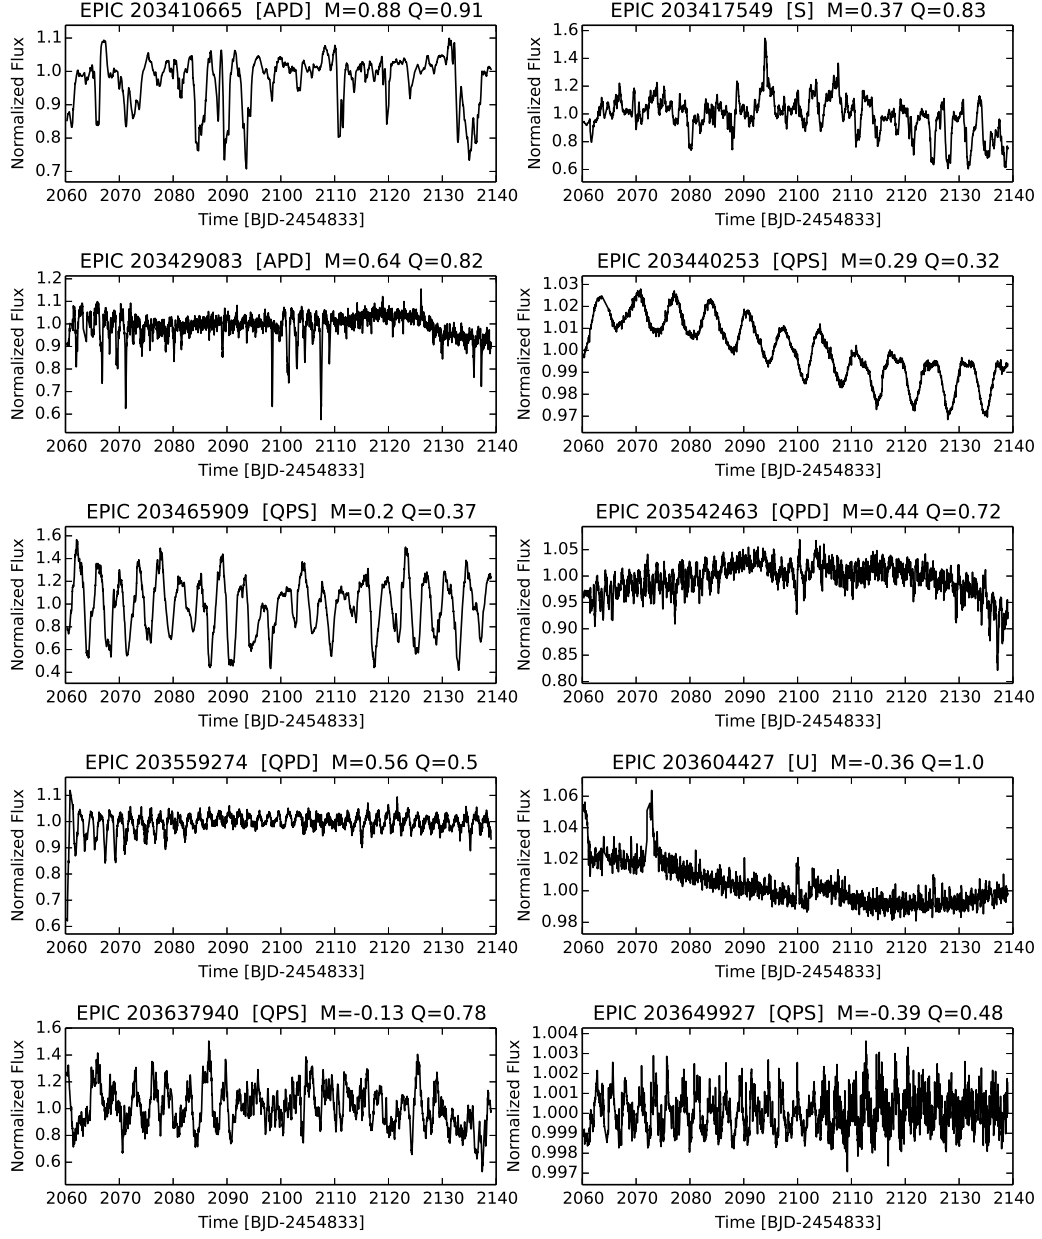 EPIC 203410665 [APD] M=0.88 Q=0.91
Normalized Flux
1.1
1.0
0.9
0.8
0.7
2060 2070 2080 2090 2100 2110 2120 2130 2140
Time [BJD-2454833]
EPIC 203417549 [S] M=0.37 Q=0.83
Normalized Flux
1.6
1.4
1.2
1.0
0.8
0.6
2060 2070 2080 2090 2100 2110 2120 2130 2140
Time [BJD-2454833]
EPIC 203429083 [APD] M=0.64 Q=0.82
Normalized Flux
1.2
1.1
1.0
0.9
0.8
0.7
0.6
2060 2070 2080 2090 2100 2110 2120 2130 2140
Time [BJD-2454833]
EPIC 203440253 [QPS] M=0.29 Q=0.32
Normalized Flux
1.03
1.02
1.01
1.00
0.99
0.98
0.97
2060 2070 2080 2090 2100 2110 2120 2130 2140
Time [BJD-2454833]
EPIC 203465909 [QPS] M=0.2 Q=0.37
Normalized Flux
1.6
1.4
1.2
1.0
0.8
0.6
0.4
2060 2070 2080 2090 2100 2110 2120 2130 2140
Time [BJD-2454833]
EPIC 203542463 [QPD] M=0.44 Q=0.72
Normalized Flux
1.05
1.00
0.95
0.90
0.85
0.80
2060 2070 2080 2090 2100 2110 2120 2130 2140
Time [BJD-2454833]
EPIC 203559274 [QPD] M=0.56 Q=0.5
Normalized Flux
1.1
1.0
0.9
0.8
0.7
0.6
2060 2070 2080 2090 2100 2110 2120 2130 2140
Time [BJD-2454833]
EPIC 203604427 [U] M=-0.36 Q=1.0
Normalized Flux
1.06
1.04
1.02
1.00
0.98
2060 2070 2080 2090 2100 2110 2120 2130 2140
Time [BJD-2454833]
EPIC 203637940 [QPS] M=-0.13 Q=0.78
Normalized Flux
1.6
1.4
1.2
1.0
0.8
0.6
2060 2070 2080 2090 2100 2110 2120 2130 2140
Time [BJD-2454833]
EPIC 203649927 [QPS] M=-0.39 Q=0.48
Normalized Flux
1.004
1.003
1.002
1.001
1.000
0.999
0.998
0.997
2060 2070 2080 2090 2100 2110 2120 2130 2140
Time [BJD-2454833]